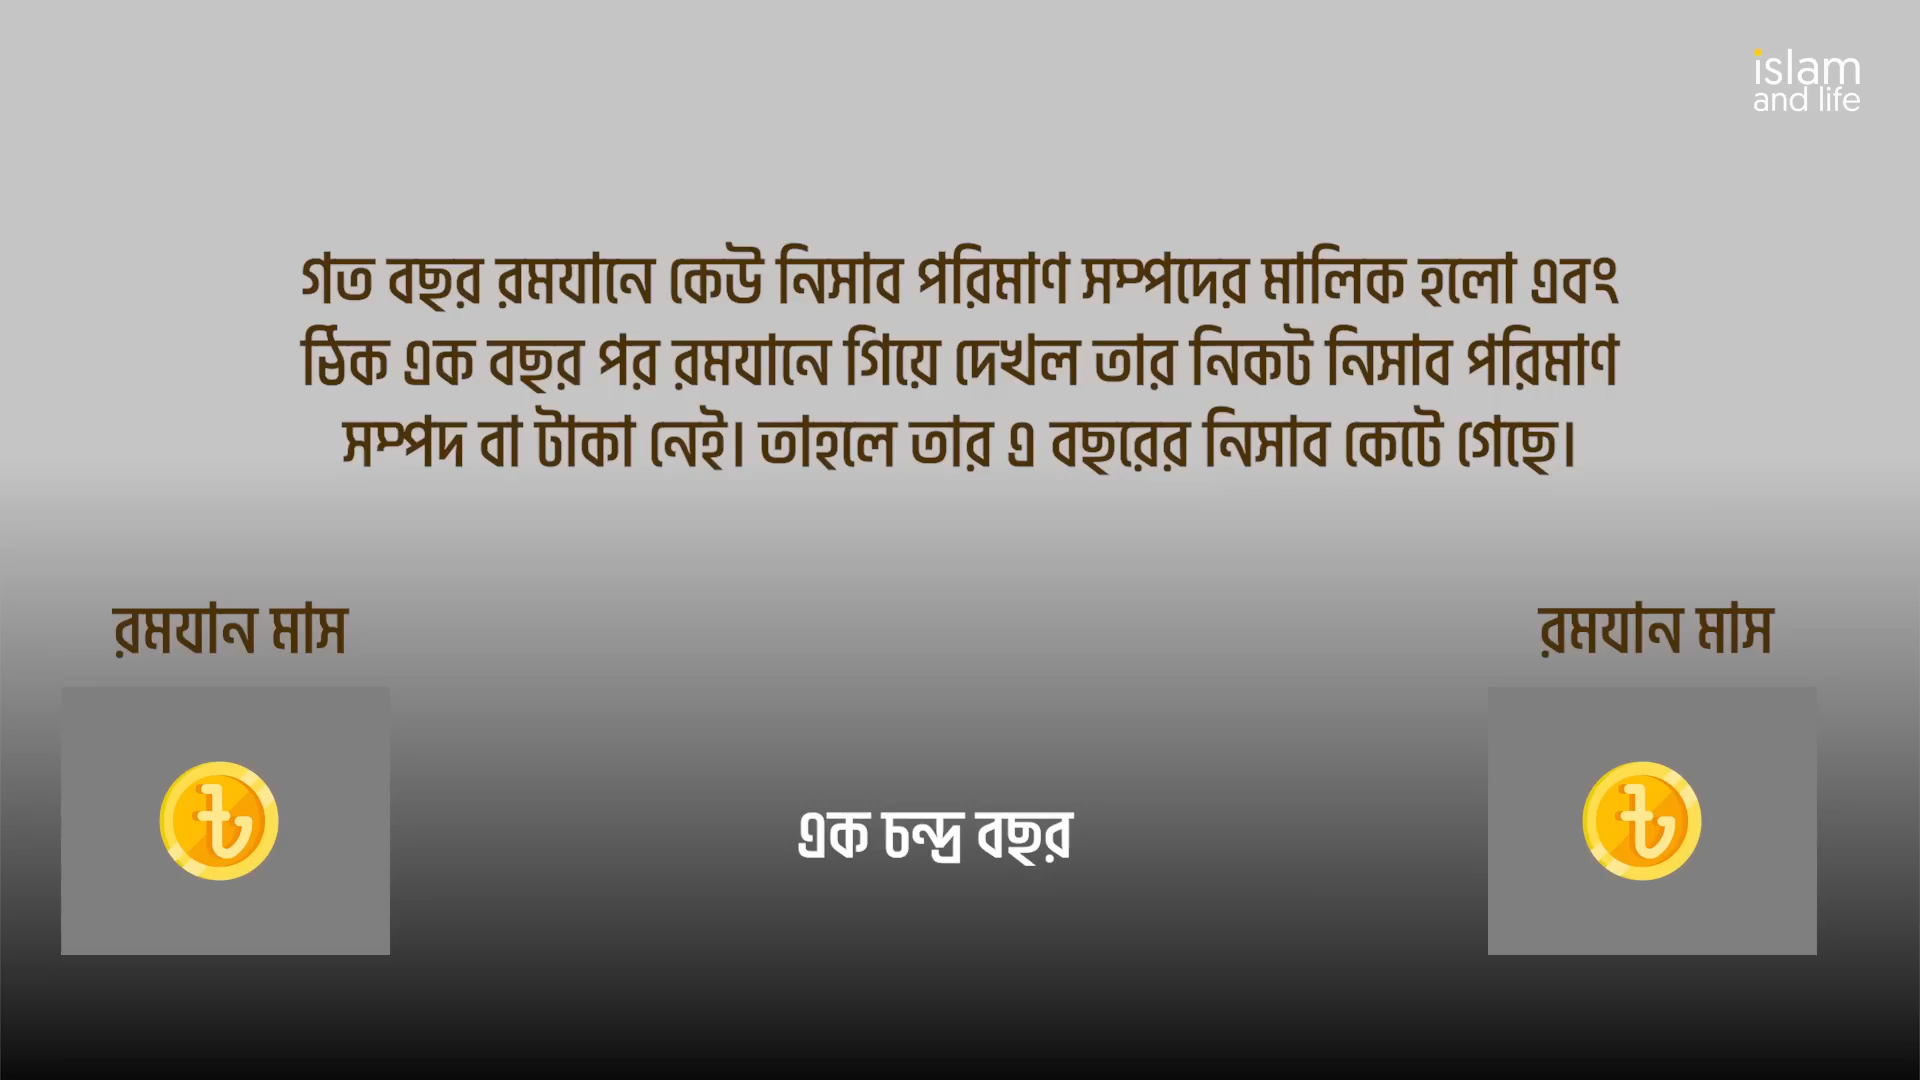 islam
and life
গত বছর রমযানে কেউ নিসাব পরিমাণ সম্পদের মালিক হলো এবং
ঠিক এক বছর পর রমযানে গিয়ে দেখল তার নিকট নিসাব পরিমাণ
সম্পদ বা টাকা নেই। তাহলে তার এ বছরের নিসাব কেটে গেছে।
রমযান মাস
রমযান মাস
৳
৳
এক চন্দ্র বছর